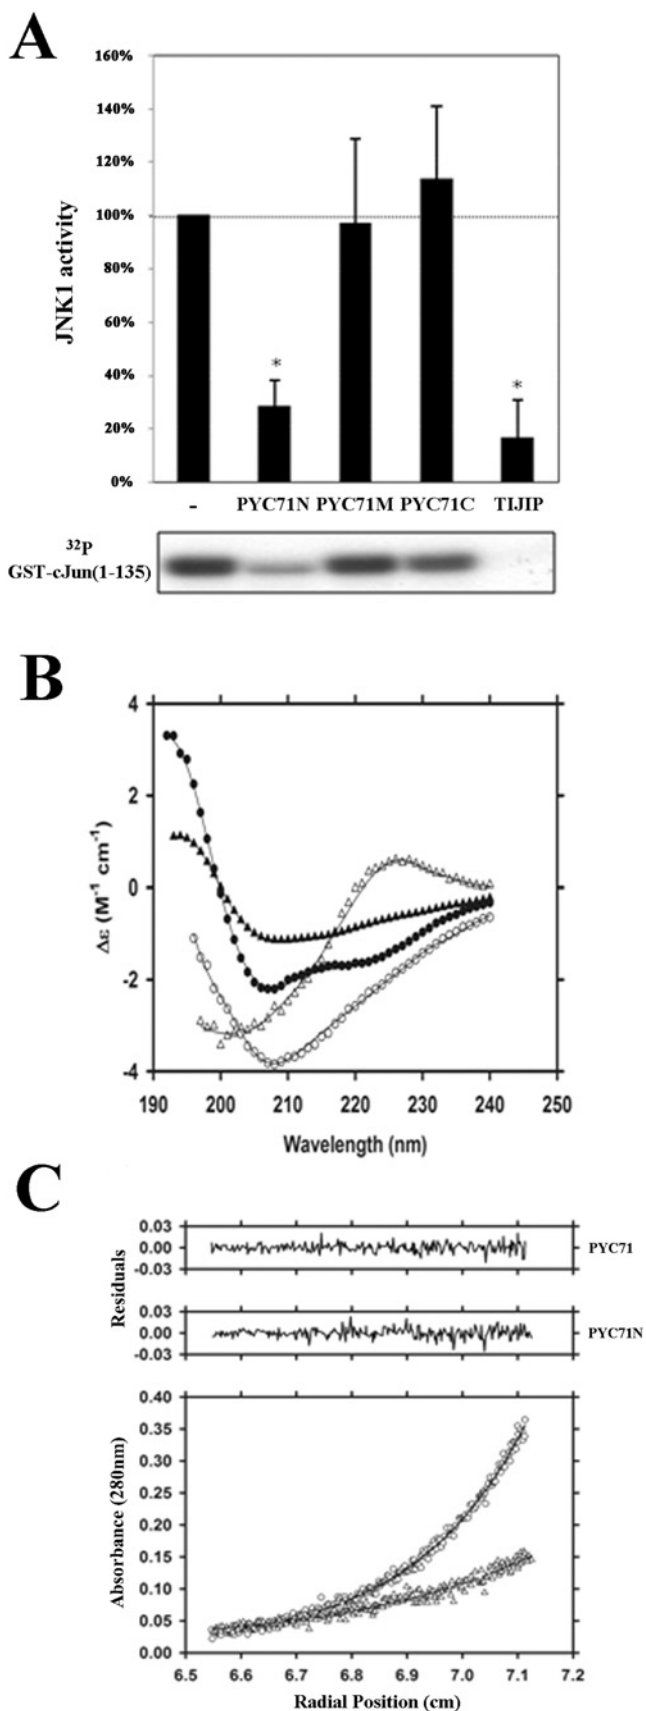 A
160%
140%
120%
100%
80%
60%
40%
20%
0%
JNK1 activity
*
*
- PYC71N PYC71M PYC71C TIJIP
32P
GST-cJun(1-135)
B
4
2
0
-2
-4
Δε (M-1 cm-1)
190 200 210 220 230 240 250
Wavelength (nm)
C
Residuals
0.03
0.00
-0.03
PYC71
0.03
0.00
-0.03
PYC71N
Absorbance (280nm)
0.40
0.35
0.30
0.25
0.20
0.15
0.10
0.05
0.00
6.5 6.6 6.7 6.8 6.9 7.0 7.1 7.2
Radial Position (cm)